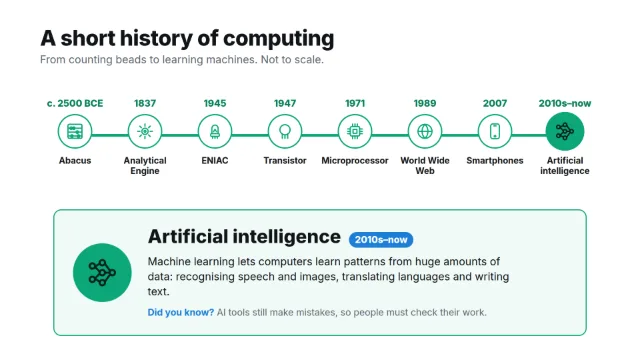 A short history of computing
From counting beads to learning machines. Not to scale.
c. 2500 BCE
1837
1945
1947
1971
1989
2007
2010s–now
Abacus
Analytical
Engine
ENIAC
Transistor
Microprocessor
World Wide
Web
Smartphones
Artificial
intelligence
Artificial intelligence
2010s–now
Machine learning lets computers learn patterns from huge amounts of
data: recognising speech and images, translating languages and writing
text.
Did you know? AI tools still make mistakes, so people must check their work.